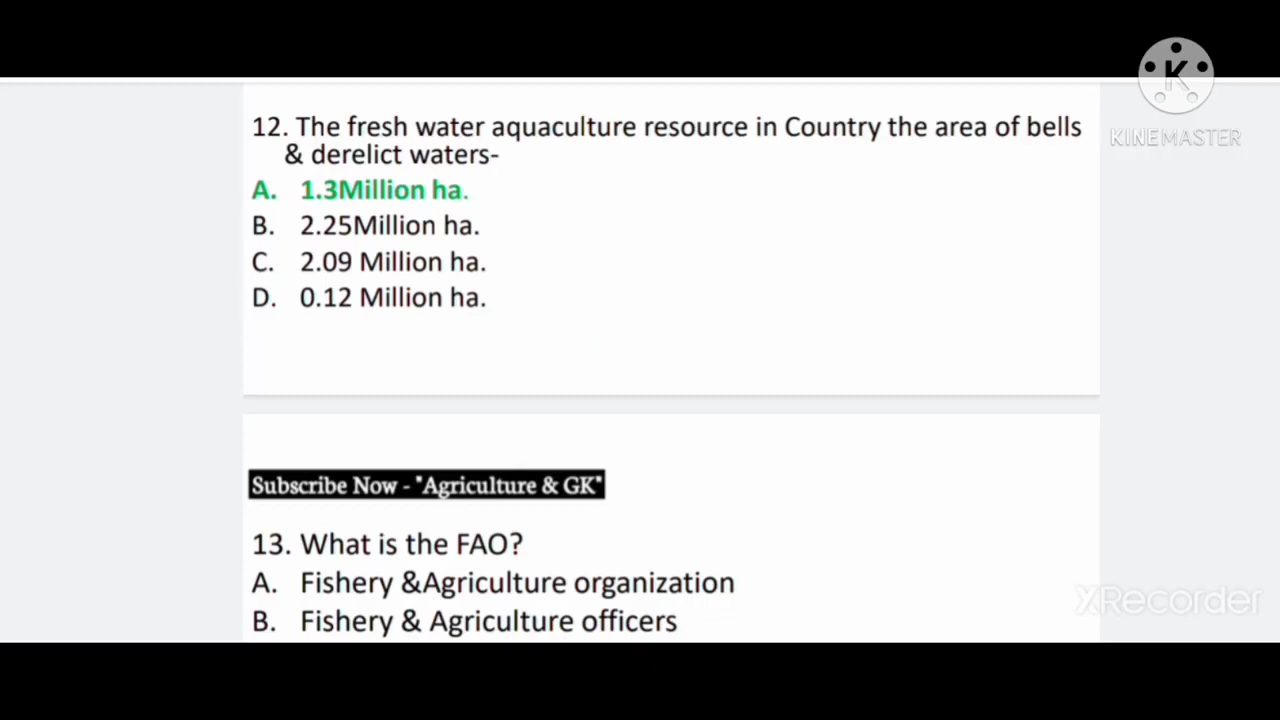 KINEMASTER
12. The fresh water aquaculture resource in Country the area of bells
& derelict waters-
A. 1.3Million ha.
B. 2.25Million ha.
C. 2.09 Million ha.
D. 0.12 Million ha.
Subscribe Now - "Agriculture & GK"
13. What is the FAO?
A. Fishery &Agriculture organization
B. Fishery & Agriculture officers
XRecorder